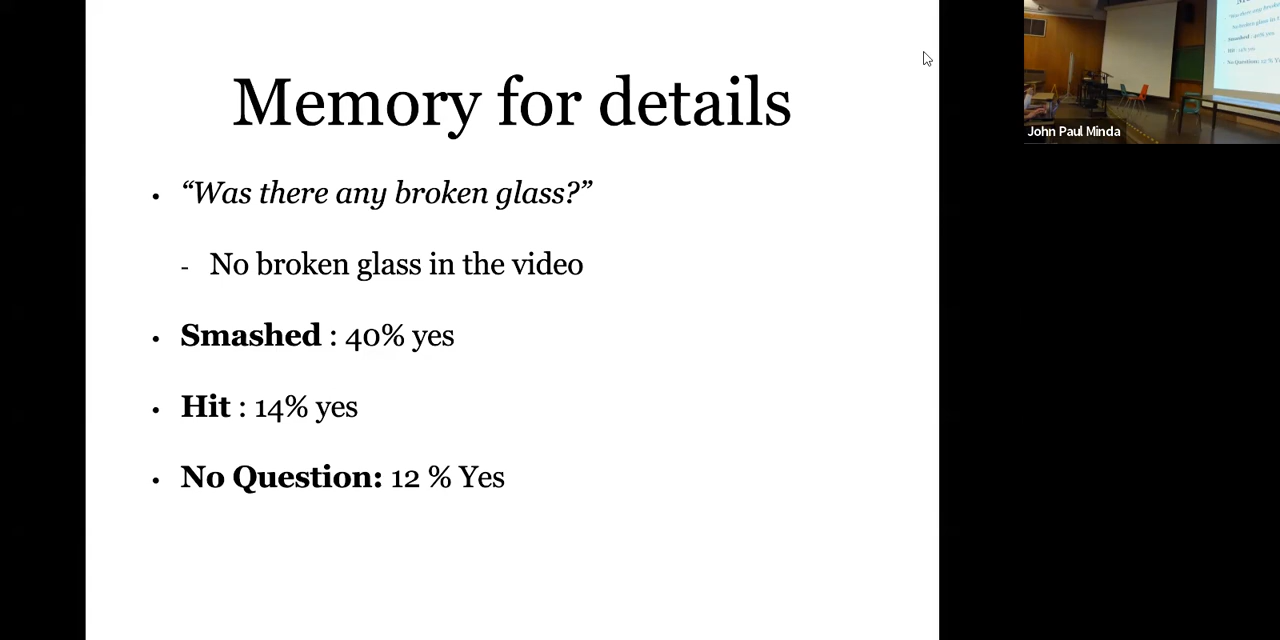 Memory for details
• “Was there any broken glass?”
- No broken glass in the video
• Smashed : 40% yes
• Hit : 14% yes
• No Question: 12 % Yes
John Paul Minda